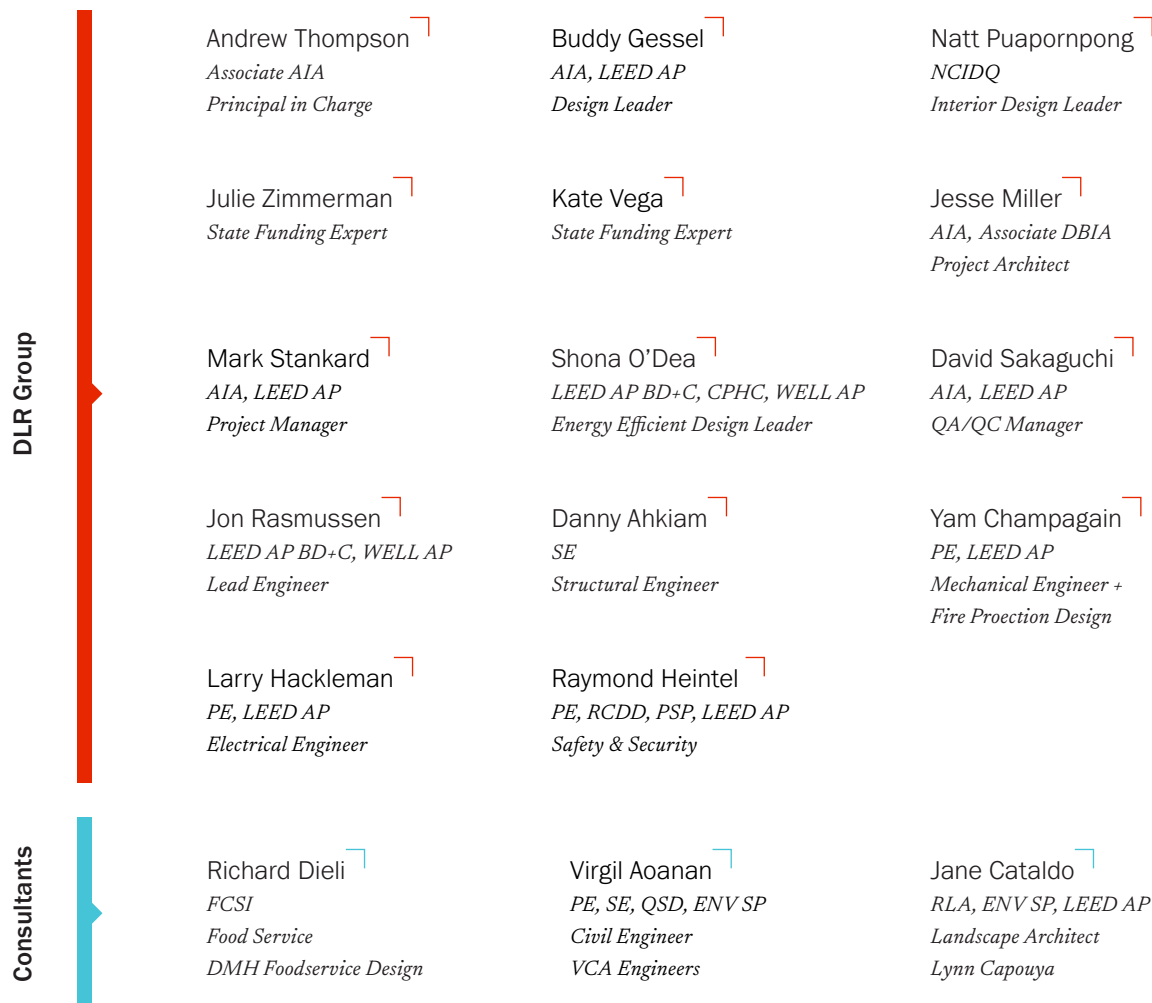 DLR Group
Andrew Thompson
Associate AIA
Principal in Charge
Buddy Gessel
AIA, LEED AP
Design Leader
Natt Puapornpong
NCIDQ
Interior Design Leader
Julie Zimmerman
State Funding Expert
Kate Vega
State Funding Expert
Jesse Miller
AIA, Associate DBIA
Project Architect
Mark Stankard
AIA, LEED AP
Project Manager
Shona O’Dea
LEED AP BD+C, CPHC, WELL AP
Energy Efficient Design Leader
David Sakaguchi
AIA, LEED AP
QA/QC Manager
Jon Rasmussen
LEED AP BD+C, WELL AP
Lead Engineer
Danny Ahkiam
SE
Structural Engineer
Yam Champagain
PE, LEED AP
Mechanical Engineer +
Fire Proection Design
Larry Hackleman
PE, LEED AP
Electrical Engineer
Raymond Heintel
PE, RCDD, PSP, LEED AP
Safety & Security
Consultants
Richard Dieli
FCSI
Food Service
DMH Foodservice Design
Virgil Aoanan
PE, SE, QSD, ENV SP
Civil Engineer
VCA Engineers
Jane Cataldo
RLA, ENV SP, LEED AP
Landscape Architect
Lynn Capouya